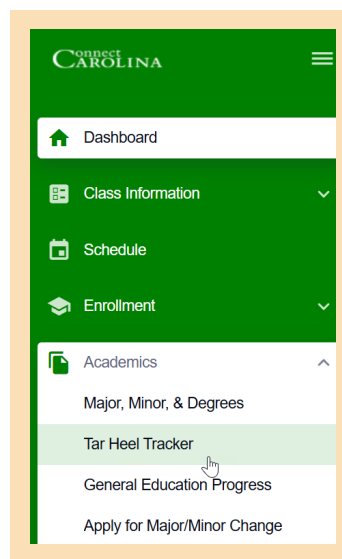 Connect
CAROLINA
Dashboard
Class Information
Schedule
Enrollment
Academics
Major, Minor, & Degrees
Tar Heel Tracker
General Education Progress
Apply for Major/Minor Change